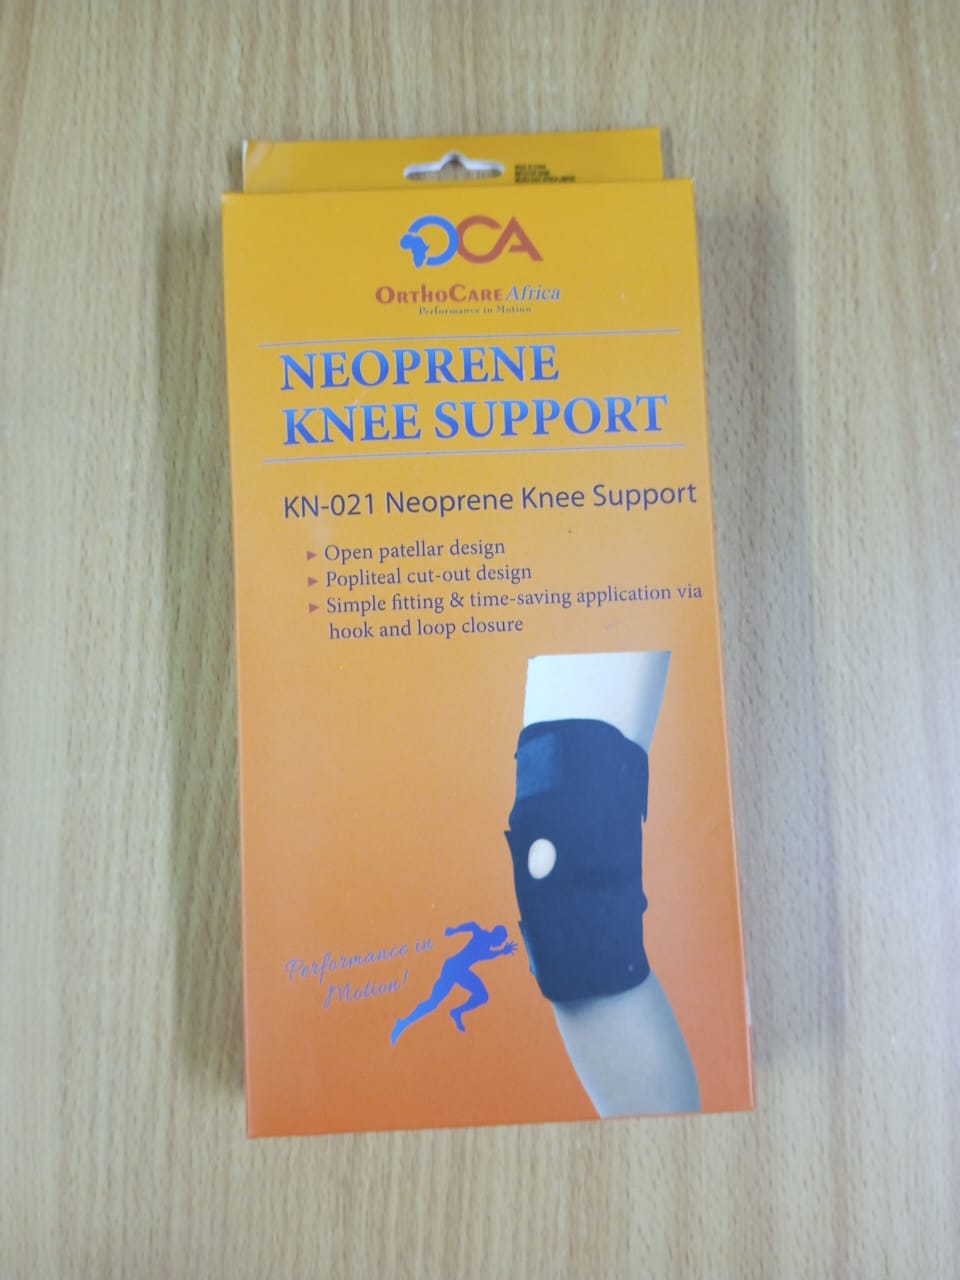 OCA
ORTHOCARE Africa
Performance in Motion
NEOPRENE
KNEE SUPPORT
KN-021 Neoprene Knee Support
Open patellar design
Popliteal cut-out design
Simple fitting & time-saving application via
hook and loop closure
Performance in
Motion!